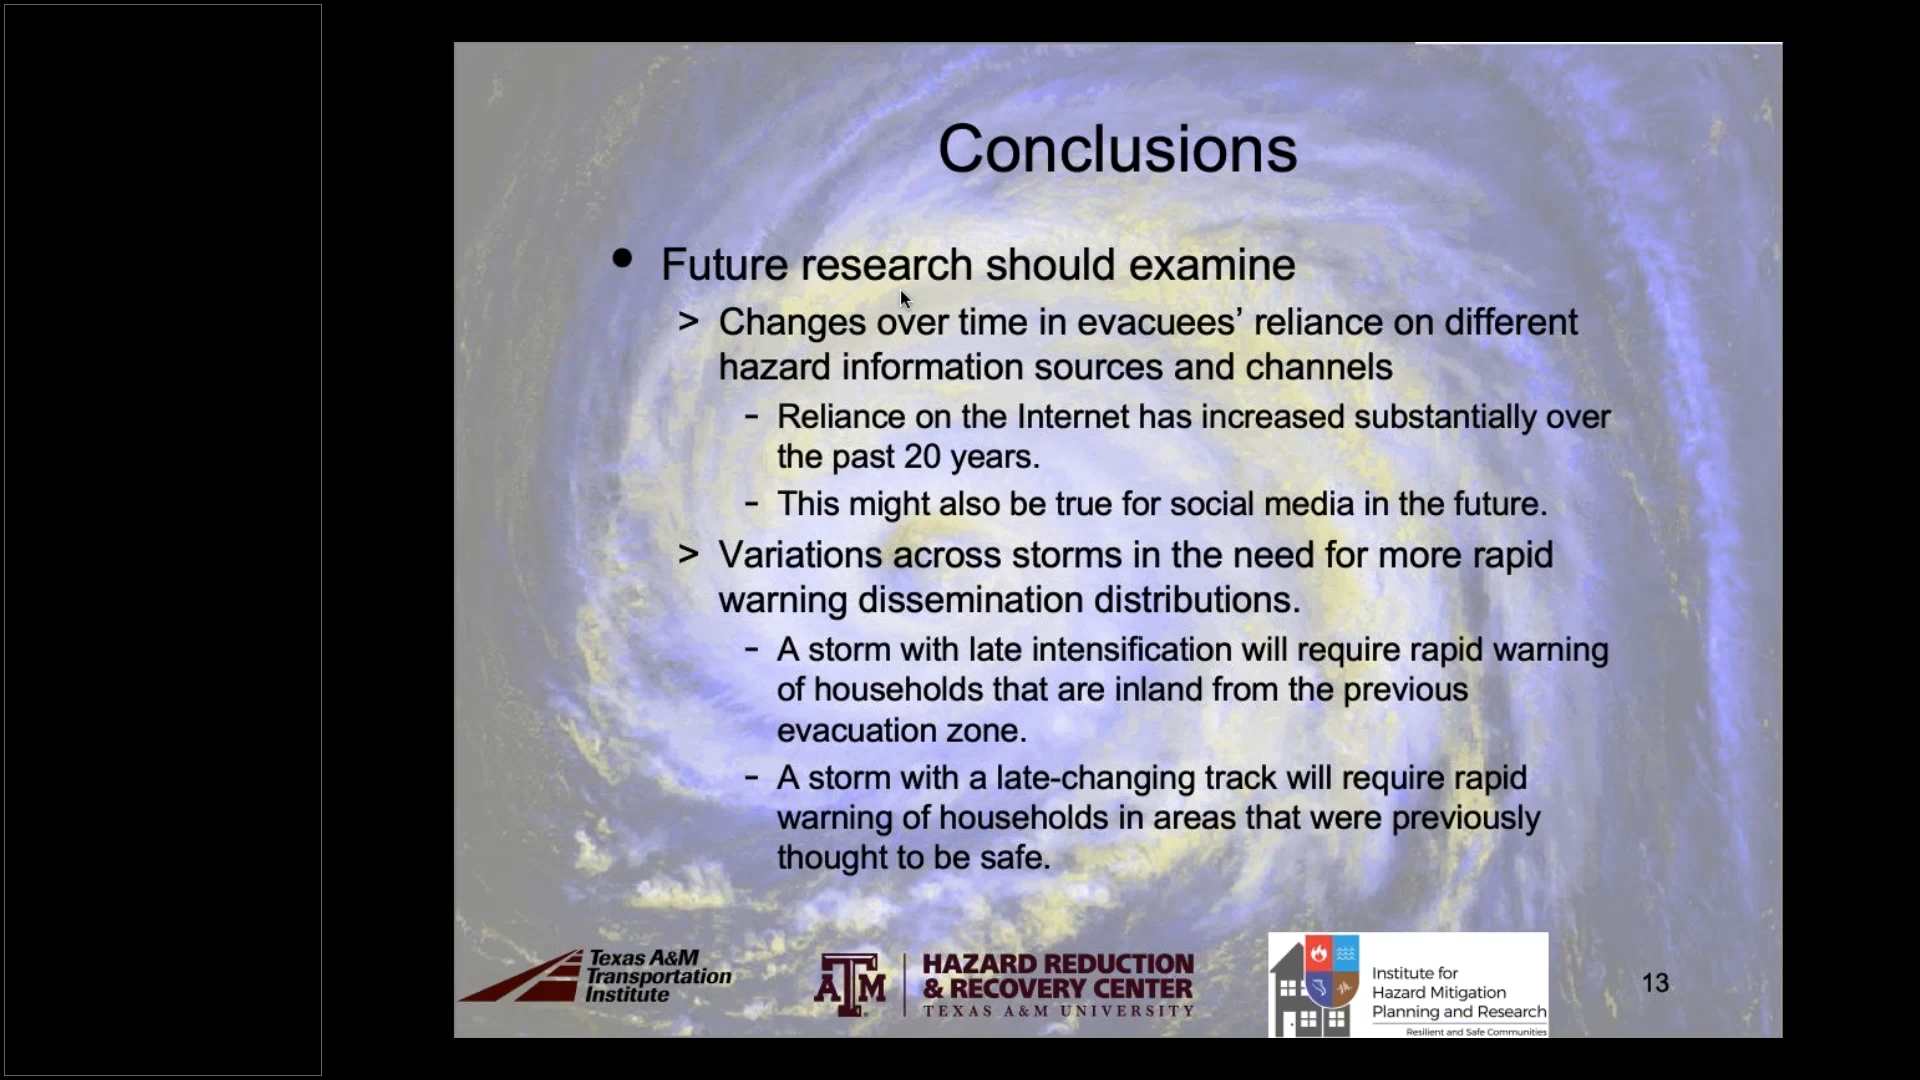 Conclusions
• Future research should examine
> Changes over time in evacuees’ reliance on different
hazard information sources and channels
- Reliance on the Internet has increased substantially over
the past 20 years.
- This might also be true for social media in the future.
> Variations across storms in the need for more rapid
warning dissemination distributions.
- A storm with late intensification will require rapid warning
of households that are inland from the previous
evacuation zone.
- A storm with a late-changing track will require rapid
warning of households in areas that were previously
thought to be safe.
Texas A&M
Transportation
Institute
ATM
HAZARD REDUCTION
& RECOVERY CENTER
TEXAS A&M UNIVERSITY
Institute for
Hazard Mitigation
Planning and Research
Resilient and Safe Communities
13